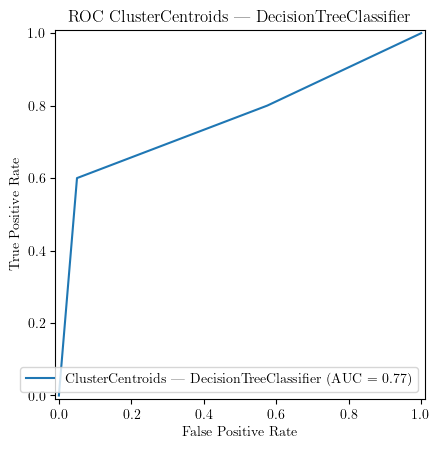 ROC ClusterCentroids — DecisionTreeClassifier
1.0
0.8
0.6
0.4
0.2
0.0
True Positive Rate
ClusterCentroids — DecisionTreeClassifier (AUC = 0.77)
0.0 0.2 0.4 0.6 0.8 1.0
False Positive Rate